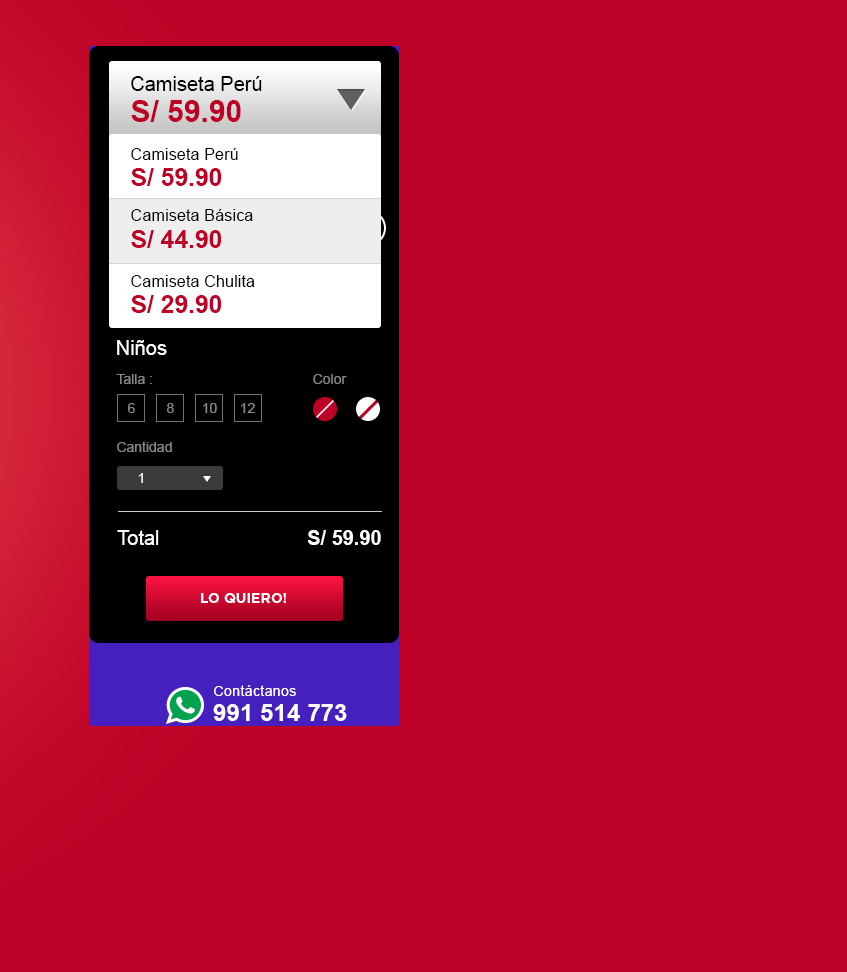 Camiseta Perú
S/ 59.90
Camiseta Perú
S/ 59.90
Camiseta Básica
S/ 44.90
Camiseta Chulita
S/ 29.90
Niños
Talla : Color
6 8 10 12
Cantidad
1
Total S/ 59.90
LO QUIERO!
Contáctanos
991 514 773